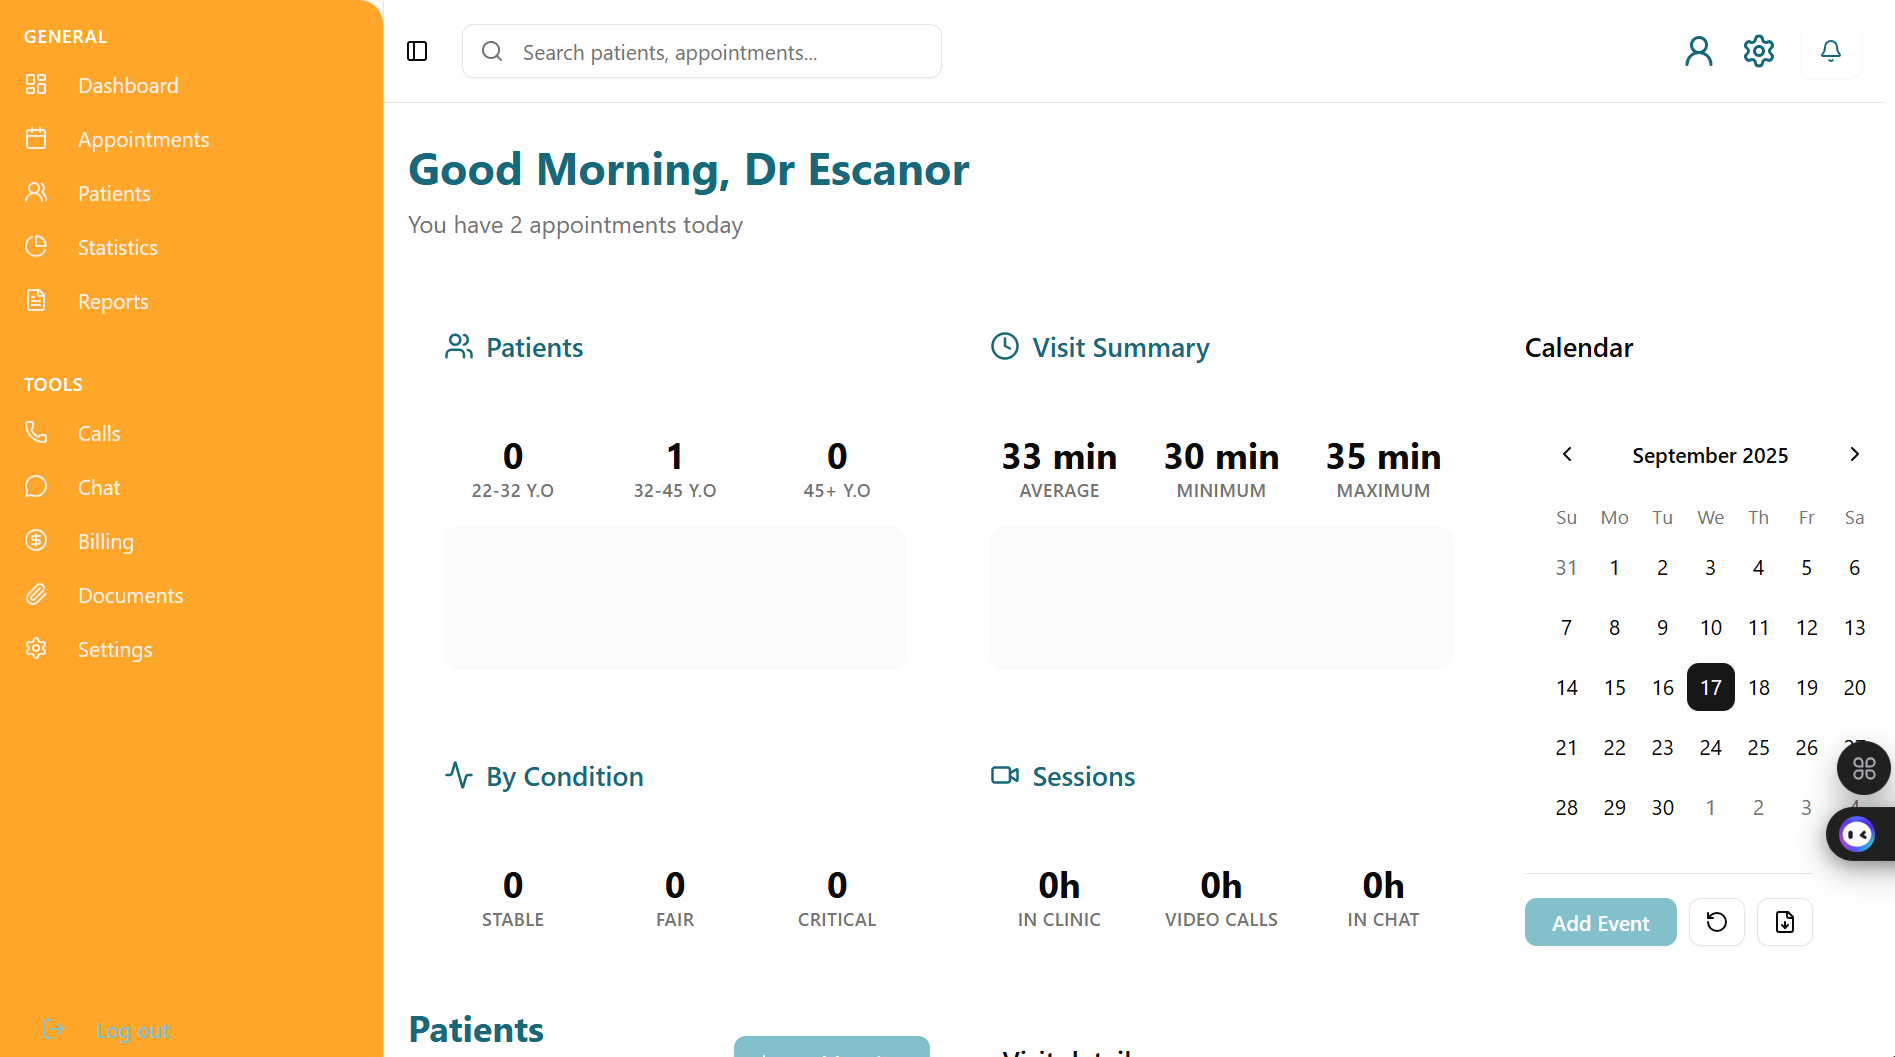 GENERAL
Dashboard
Appointments
Patients
Statistics
Reports
TOOLS
Calls
Chat
Billing
Documents
Settings
Log out
Search patients, appointments...
Good Morning, Dr Escanor
You have 2 appointments today
Patients
0 1 0
22-32 Y.O 32-45 Y.O 45+ Y.O
Visit Summary
33 min 30 min 35 min
AVERAGE MINIMUM MAXIMUM
By Condition
0 0 0
STABLE FAIR CRITICAL
Sessions
0h 0h 0h
IN CLINIC VIDEO CALLS IN CHAT
Calendar
September 2025
Su Mo Tu We Th Fr Sa
31 1 2 3 4 5 6
7 8 9 10 11 12 13
14 15 16 17 18 19 20
21 22 23 24 25 26
28 29 30 1 2 3 4
Add Event
Patients